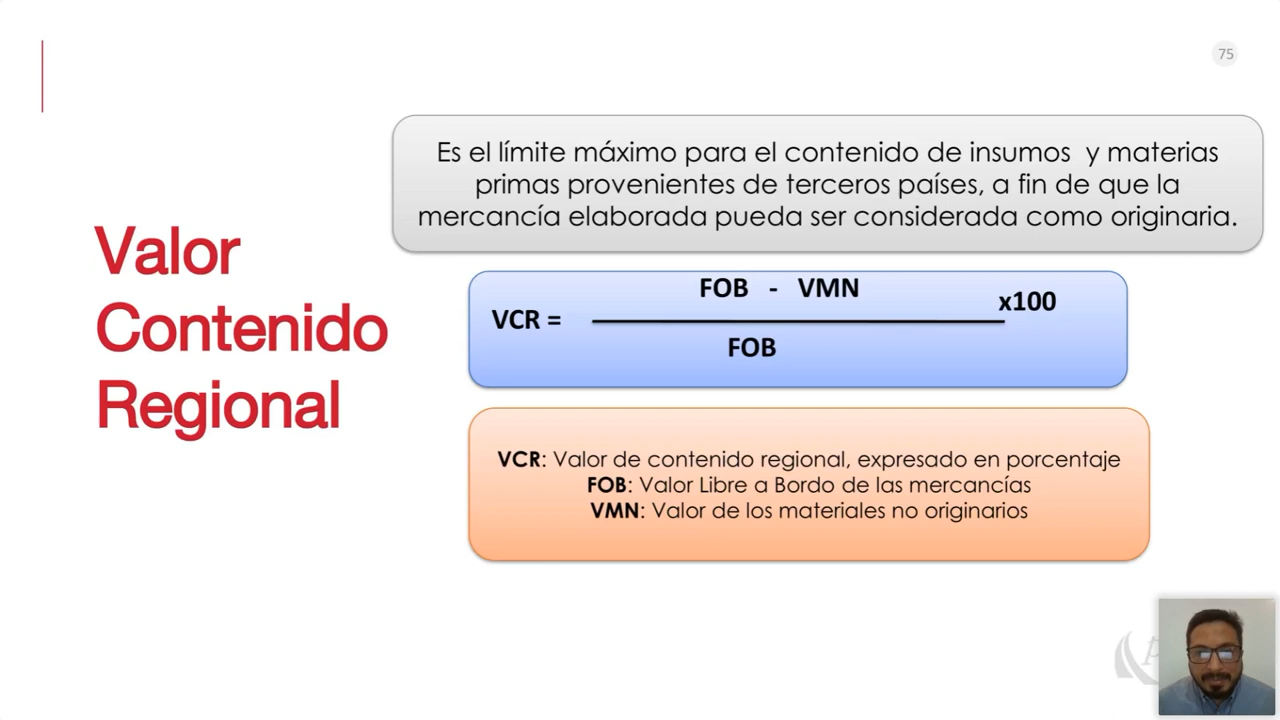 75
Es el límite máximo para el contenido de insumos y materias
primas provenientes de terceros países, a fin de que la
mercancía elaborada pueda ser considerada como originaria.
Valor
Contenido
Regional
FOB - VMN
x100
VCR =
FOB
VCR: Valor de contenido regional, expresado en porcentaje
FOB: Valor Libre a Bordo de las mercancías
VMN: Valor de los materiales no originarios